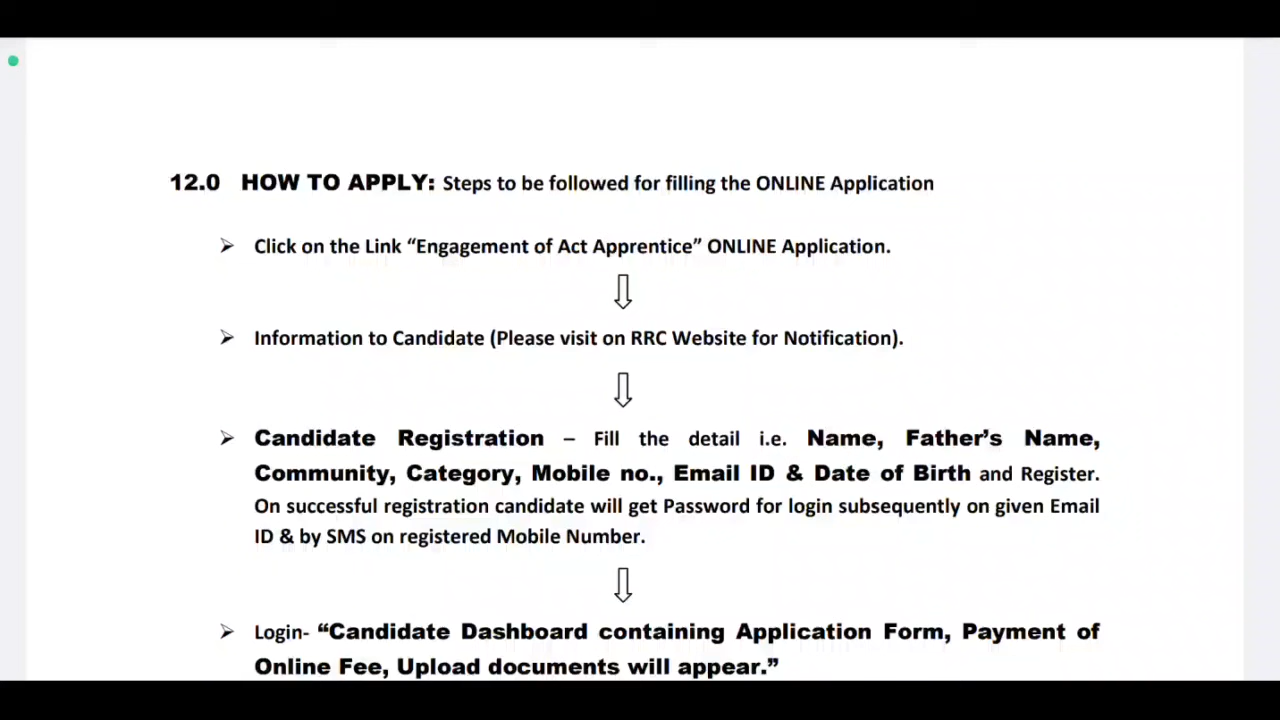 12.0 HOW TO APPLY: Steps to be followed for filling the ONLINE Application
➢ Click on the Link “Engagement of Act Apprentice” ONLINE Application.
➢ Information to Candidate (Please visit on RRC Website for Notification).
➢ Candidate Registration – Fill the detail i.e. Name, Father’s Name,
Community, Category, Mobile no., Email ID & Date of Birth and Register.
On successful registration candidate will get Password for login subsequently on given Email
ID & by SMS on registered Mobile Number.
➢ Login- “Candidate Dashboard containing Application Form, Payment of
Online Fee, Upload documents will appear.”